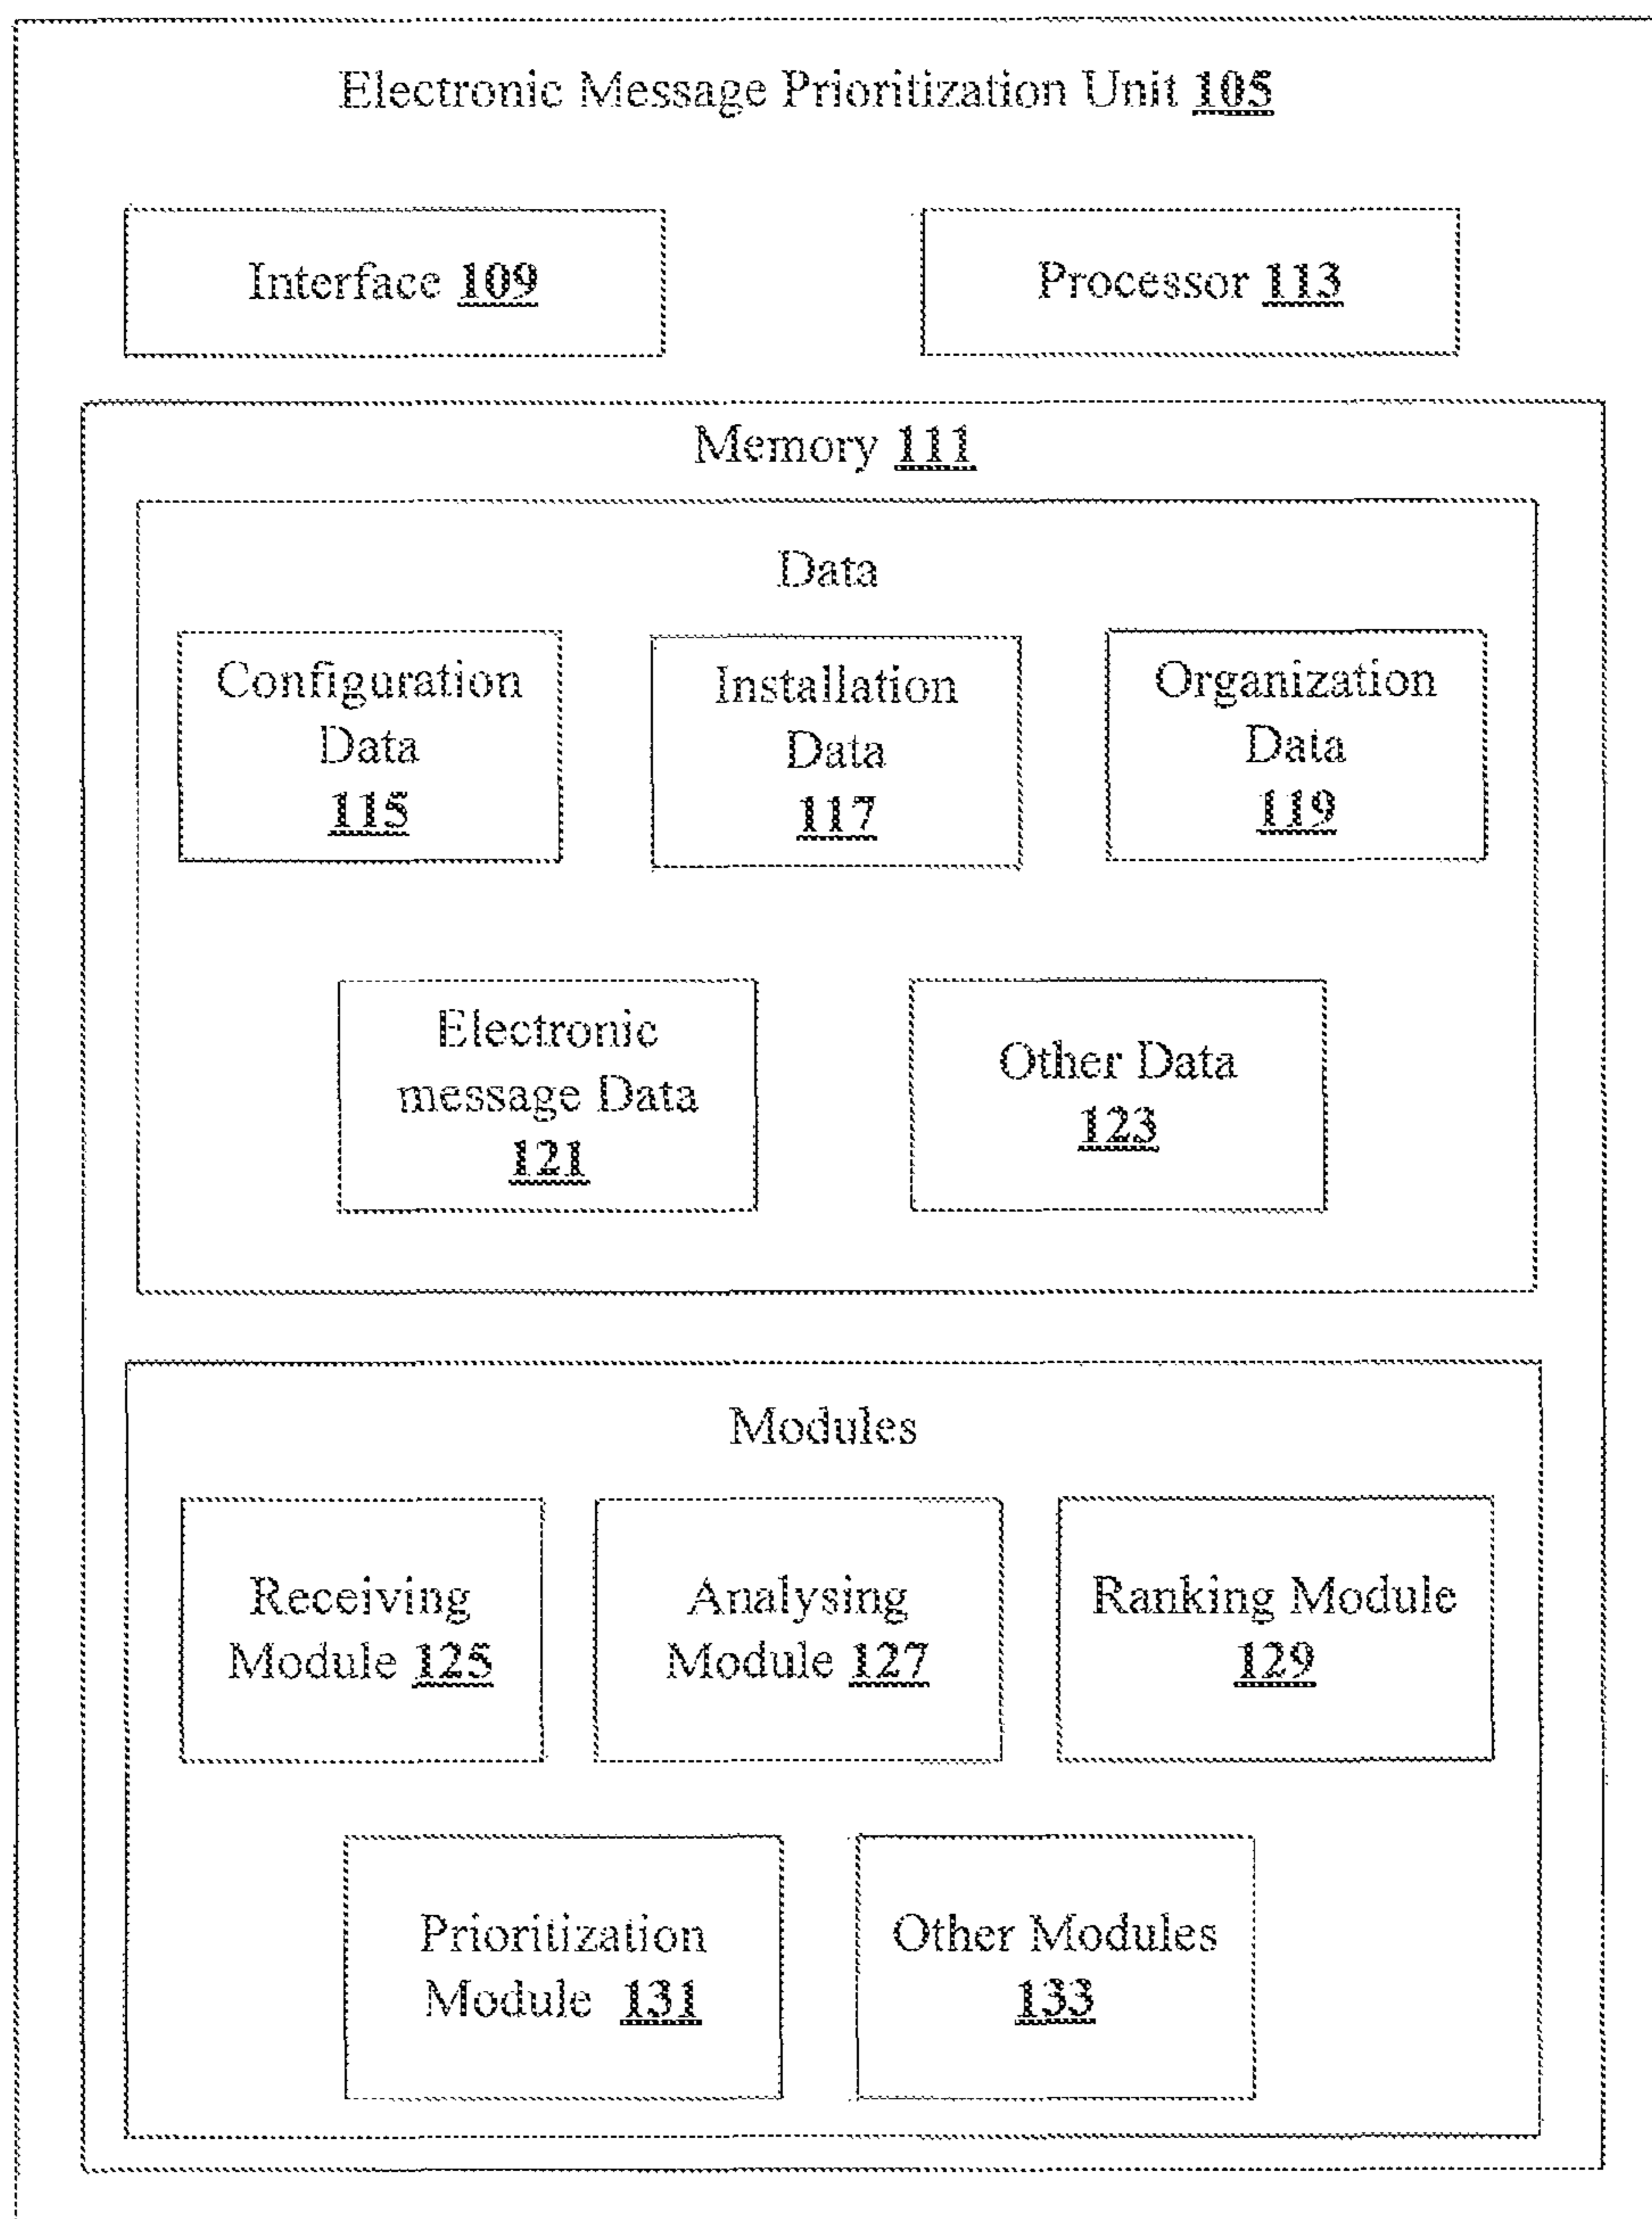 Electronic Message Prioritization Unit 105
Interface 109
Processor 113
Memory 111
Data
Configuration
Data
115
Installation
Data
117
Organization
Data
119
Electronic
message Data
121
Other Data
123
Modules
Receiving
Module 125
Analysing
Module 127
Ranking Module
129
Prioritization
Module 131
Other Modules
133